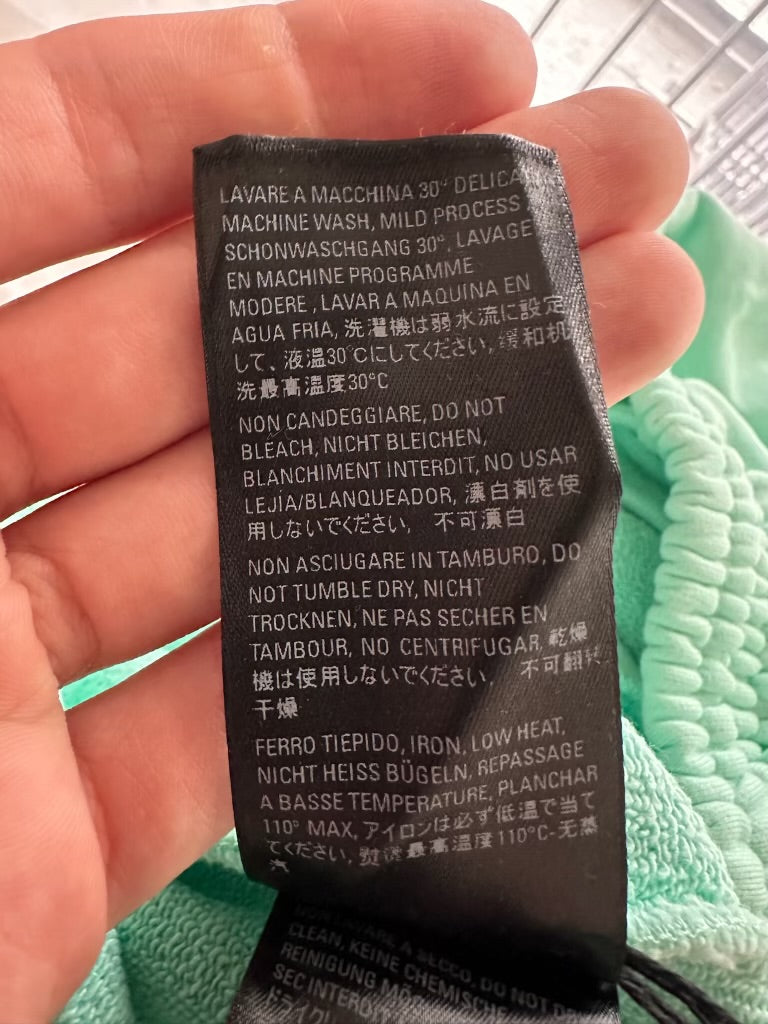 LAVARE A MACCHINA 30° DELICA
MACHINE WASH, MILD PROCESS
SCHONWASCHGANG 30°, LAVAGE
EN MACHINE PROGRAMME
MODERE, LAVAR A MAQUINA EN
AGUA FRIA, 洗濯機は弱水流に設定
して、液温30℃にしてください, 缓和机
洗最高温度30°C
NON CANDEGGIARE, DO NOT
BLEACH, NICHT BLEICHEN,
BLANCHIMENT INTERDIT, NO USAR
LEJÍA/BLANQUEADOR, 漂白剤を使
用しないでください, 不可漂白
NON ASCIUGARE IN TAMBURO, DO
NOT TUMBLE DRY, NICHT
TROCKNEN, NE PAS SECHER EN
TAMBOUR, NO CENTRIFUGAR, 乾燥
機は使用しないでください, 不可翻转
干燥
FERRO TIEPIDO, IRON, LOW HEAT,
NICHT HEISS BÜGELN, REPASSAGE
A BASSE TEMPERATURE, PLANCHAR
110° MAX, アイロンは必ず低温で当て
てください, 熨烫最高温度110°C-无蒸
汽
NON LAVARE A SECCO, DO NOT DRY
CLEAN, KEINE CHEMISCHE
REINIGUNG
SEC